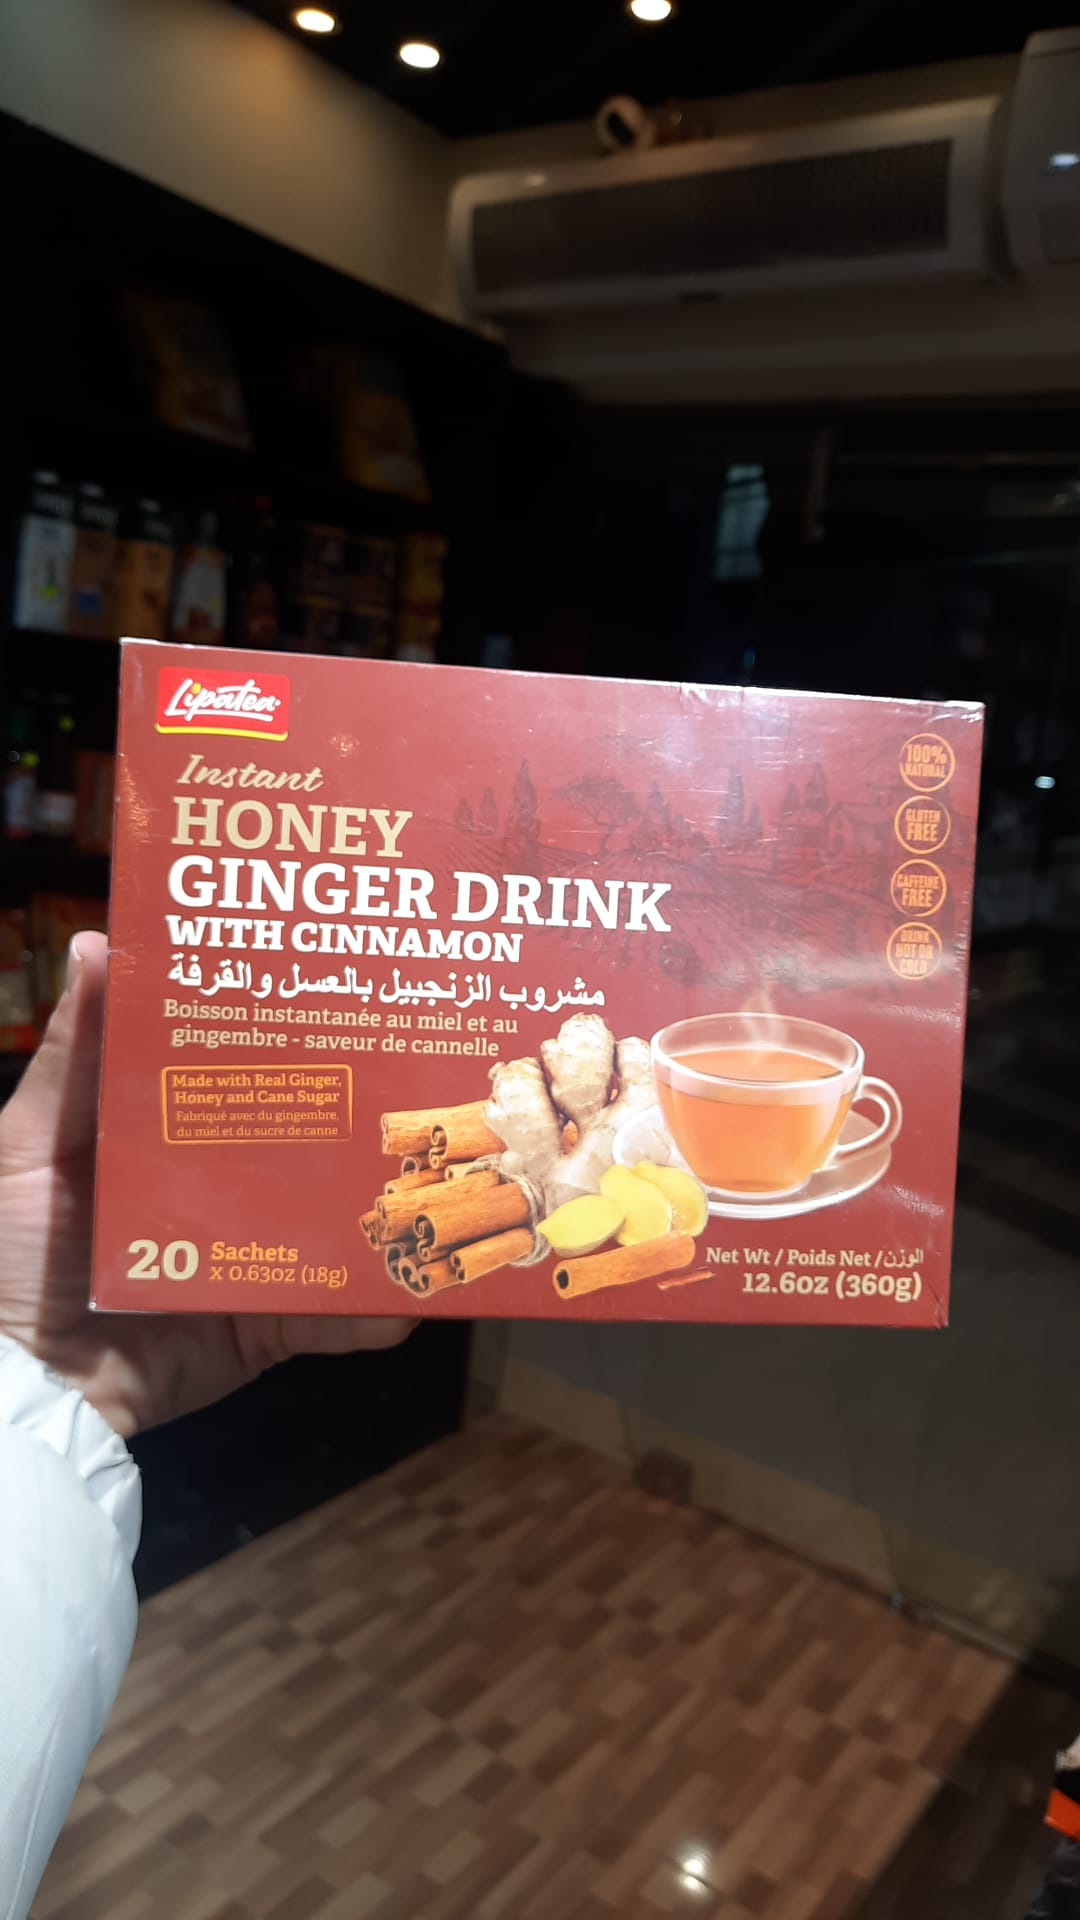 Lipatea
Instant
HONEY
GINGER DRINK
WITH CINNAMON
مشروب الزنجبيل بالعسل والقرفة
Boisson instantanée au miel et au
gingembre - saveur de cannelle
Made with Real Ginger,
Honey and Cane Sugar
Fabriqué avec du gingembre,
du miel et du sucre de canne
20 Sachets
x 0.63oz (18g)
100%
NATURAL
GLUTEN
FREE
CAFFEINE
FREE
DRINK
HOT OR
COLD
Net Wt / Poids Net / الوزن
12.6oz (360g)